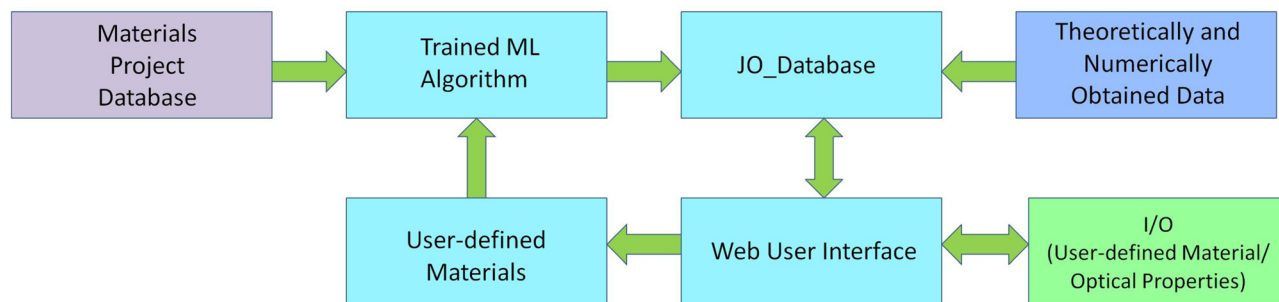 Materials
Project
Database
Trained ML
Algorithm
JO_Database
Theoretically and
Numerically
Obtained Data
User-defined
Materials
Web User Interface
I/O
(User-defined Material/
Optical Properties)